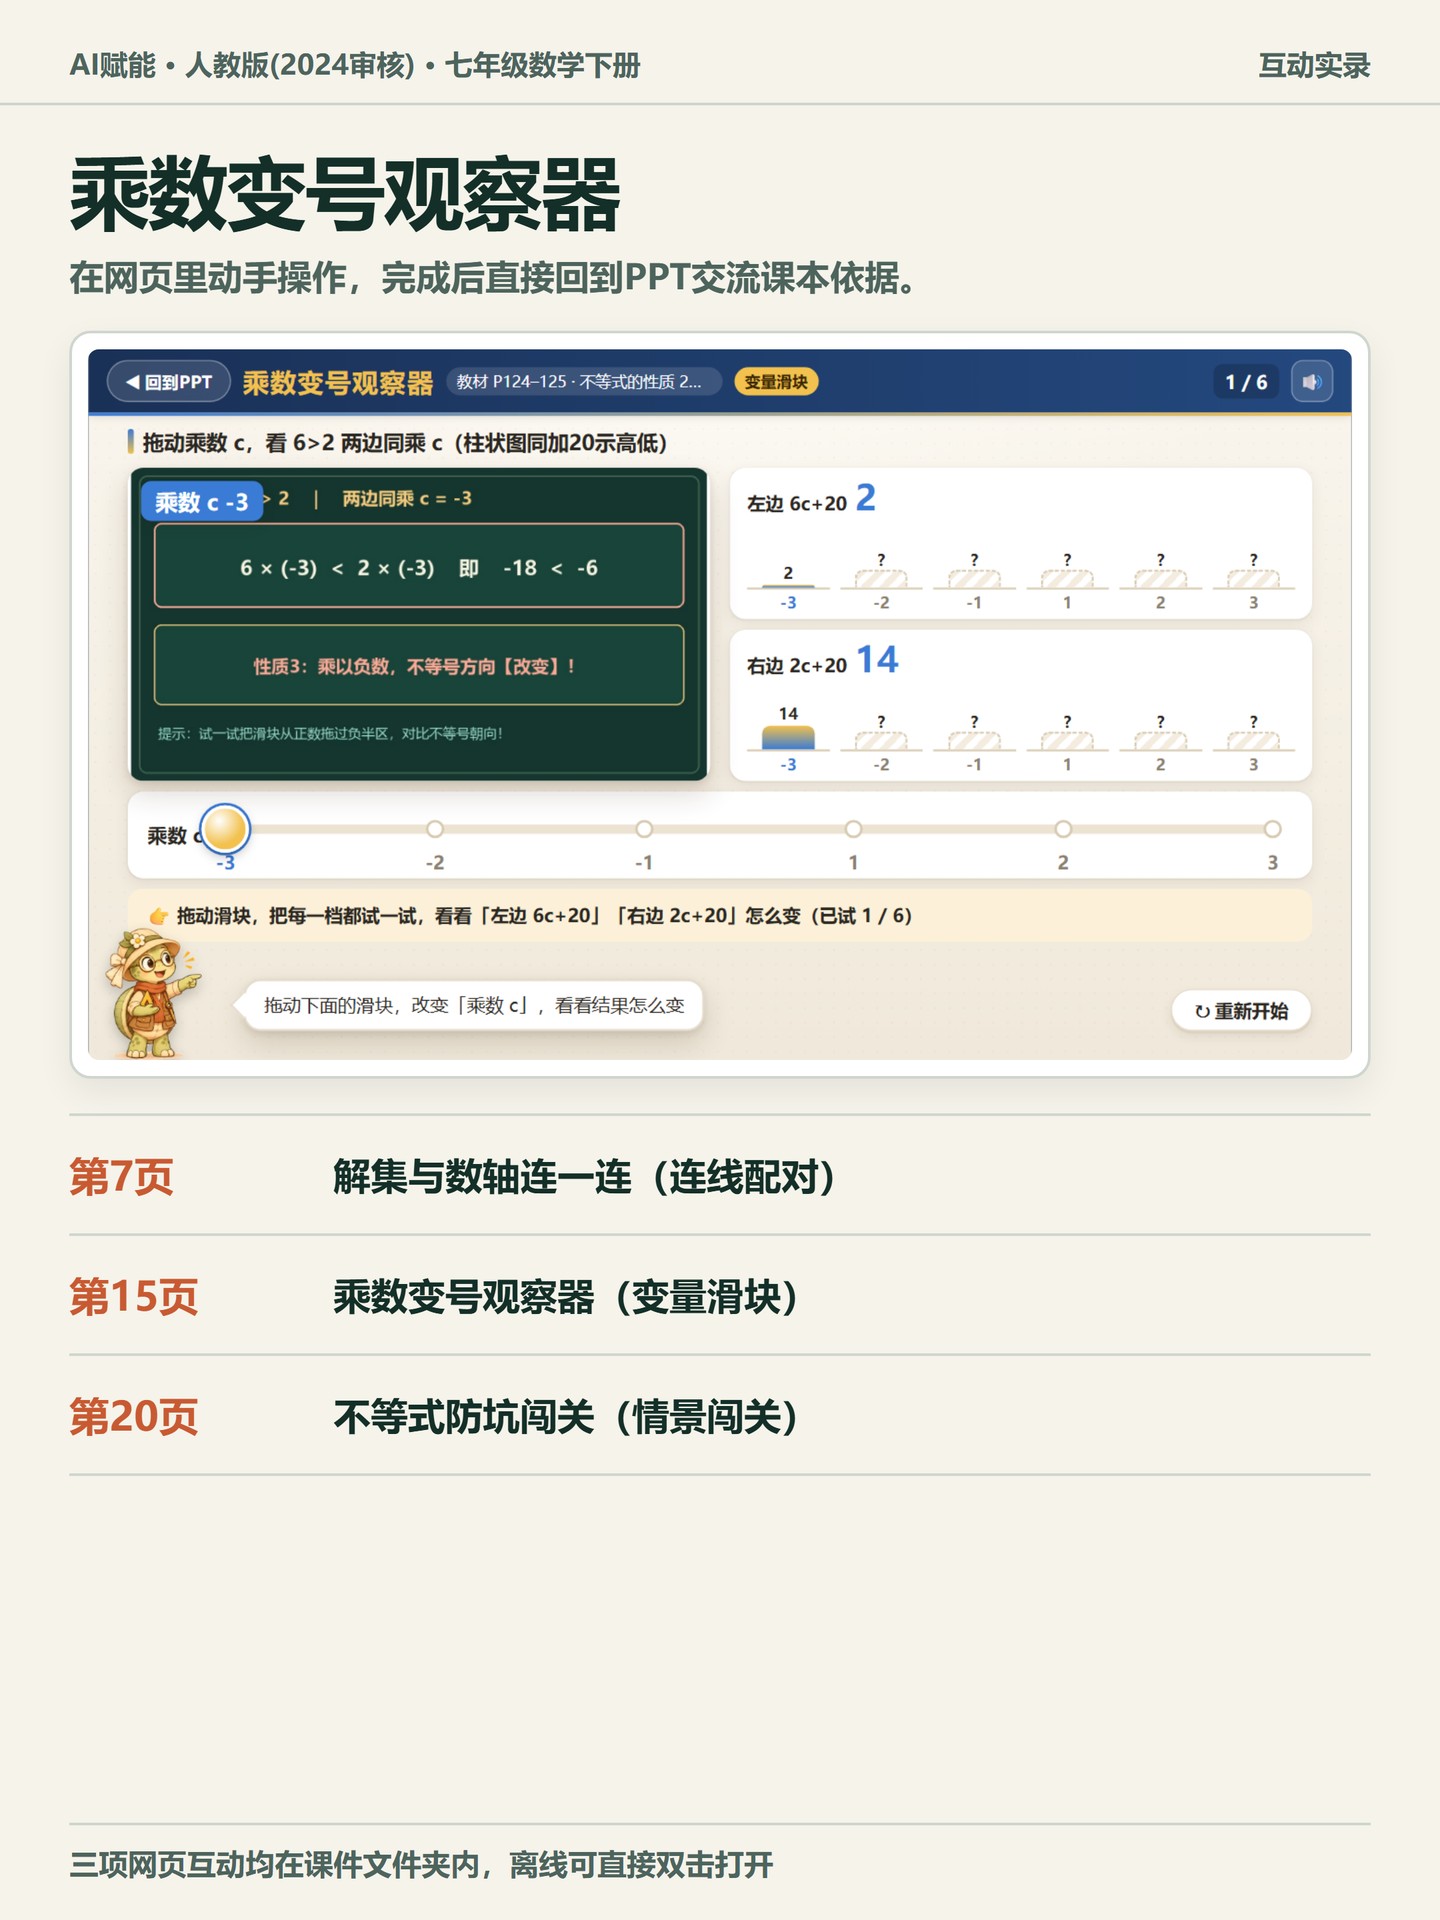 AI赋能 • 人教版(2024审核) • 七年级数学下册
互动实录
乘数变号观察器
在网页里动手操作，完成后直接回到PPT交流课本依据。
◀ 回到PPT
乘数变号观察器
教材 P124–125 · 不等式的性质 2...
变量滑块
1 / 6
拖动乘数 c，看 6>2 两边同乘 c（柱状图同加20示高低）
乘数 c -3
> 2 | 两边同乘 c = -3
6 × (-3) < 2 × (-3) 即 -18 < -6
性质3：乘以负数，不等号方向【改变】！
提示：试一试把滑块从正数拖过负半区，对比不等号朝向！
左边 6c+20 2
2 ? ? ? ? ?
-3 -2 -1 1 2 3
右边 2c+20 14
14 ? ? ? ? ?
-3 -2 -1 1 2 3
乘数 c
-3 -2 -1 1 2 3
👉 拖动滑块，把每一档都试一试，看看「左边 6c+20」「右边 2c+20」怎么变（已试 1 / 6）
拖动下面的滑块，改变「乘数 c」，看看结果怎么变
↻ 重新开始
第7页 解集与数轴连一连（连线配对）
第15页 乘数变号观察器（变量滑块）
第20页 不等式防坑闯关（情景闯关）
三项网页互动均在课件文件夹内，离线可直接双击打开